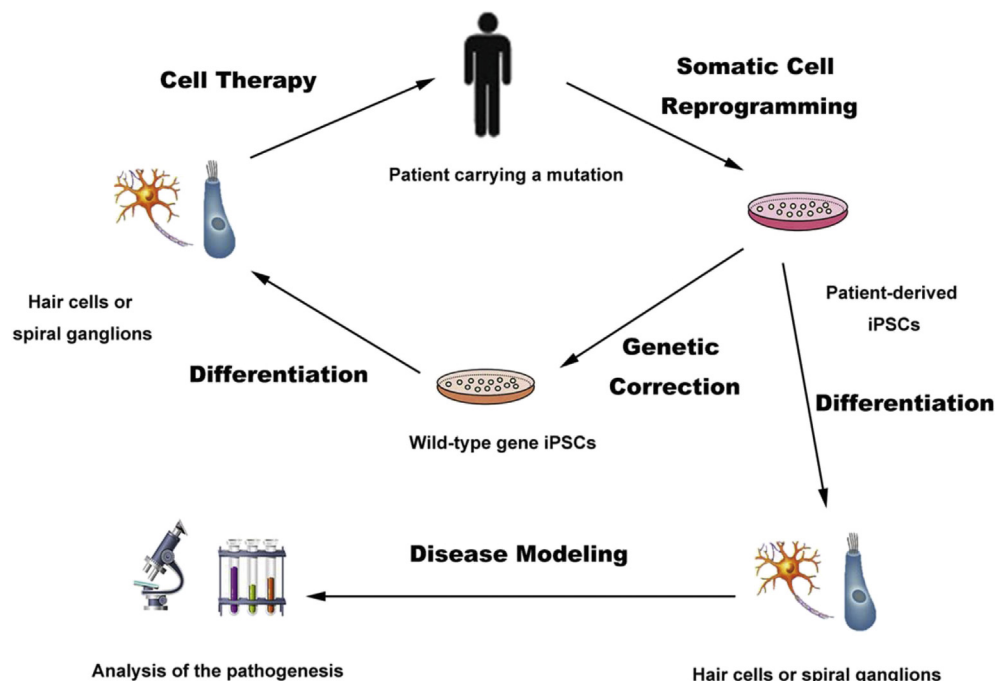 Cell Therapy
Somatic Cell
Reprogramming
Patient carrying a mutation
Hair cells or
spiral ganglions
Patient-derived
iPSCs
Differentiation
Genetic
Correction
Differentiation
Wild-type gene iPSCs
Disease Modeling
Analysis of the pathogenesis
Hair cells or spiral ganglions